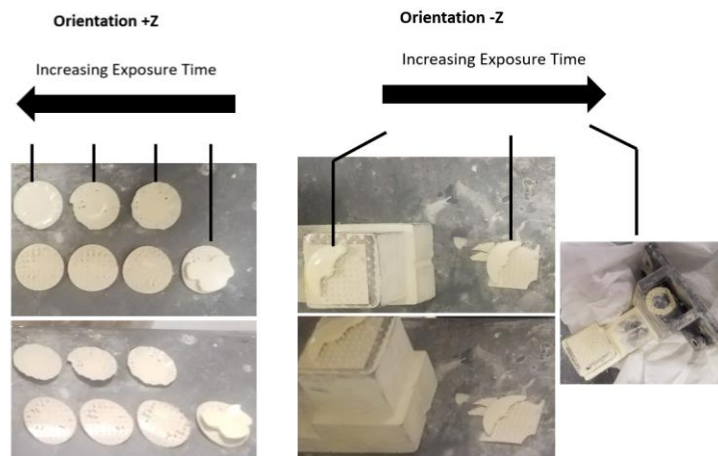 Orientation +Z
Increasing Exposure Time
Orientation -Z
Increasing Exposure Time